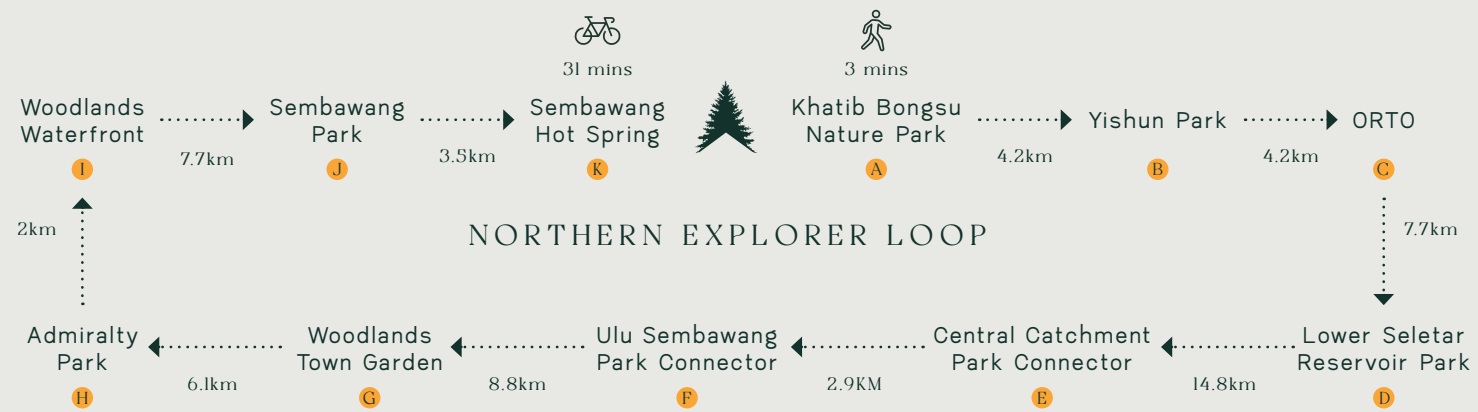 31 mins
3 mins
Woodlands
Waterfront
I
7.7km
Sembawang
Park
J
3.5km
Sembawang
Hot Spring
K
Khatib Bongsu
Nature Park
A
4.2km
Yishun Park
B
4.2km
ORTO
C
2km
NORTHERN EXPLORER LOOP
7.7km
Admiralty
Park
H
6.1km
Woodlands
Town Garden
G
8.8km
Ulu Sembawang
Park Connector
F
2.9KM
Central Catchment
Park Connector
E
14.8km
Lower Seletar
Reservoir Park
D